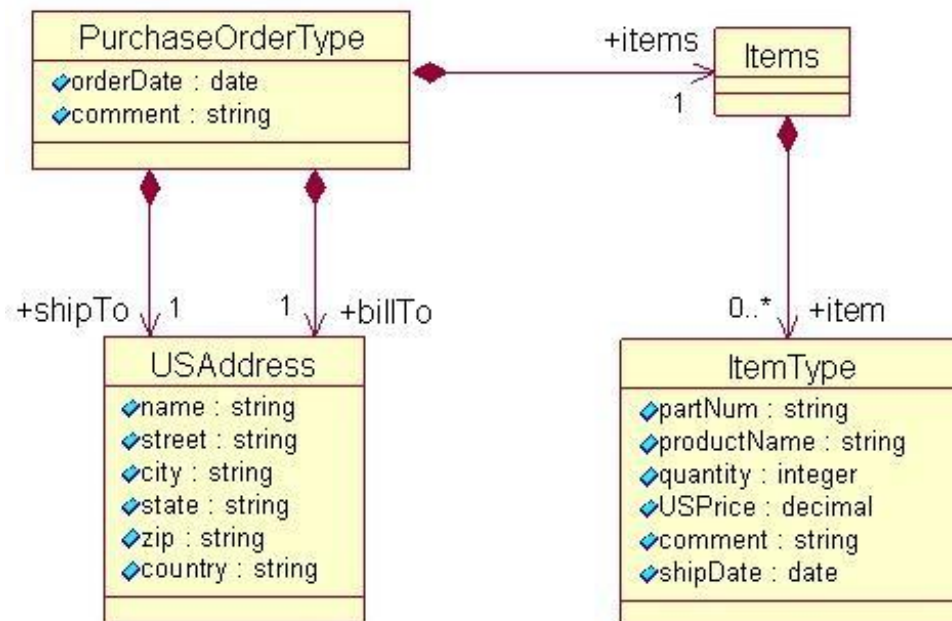 PurchaseOrderType
orderDate : date
comment : string
+items
1
Items
+shipTo
1
1
+billTo
0..*
+item
USAddress
name : string
street : string
city : string
state : string
zip : string
country : string
ItemType
partNum : string
productName : string
quantity : integer
USPrice : decimal
comment : string
shipDate : date